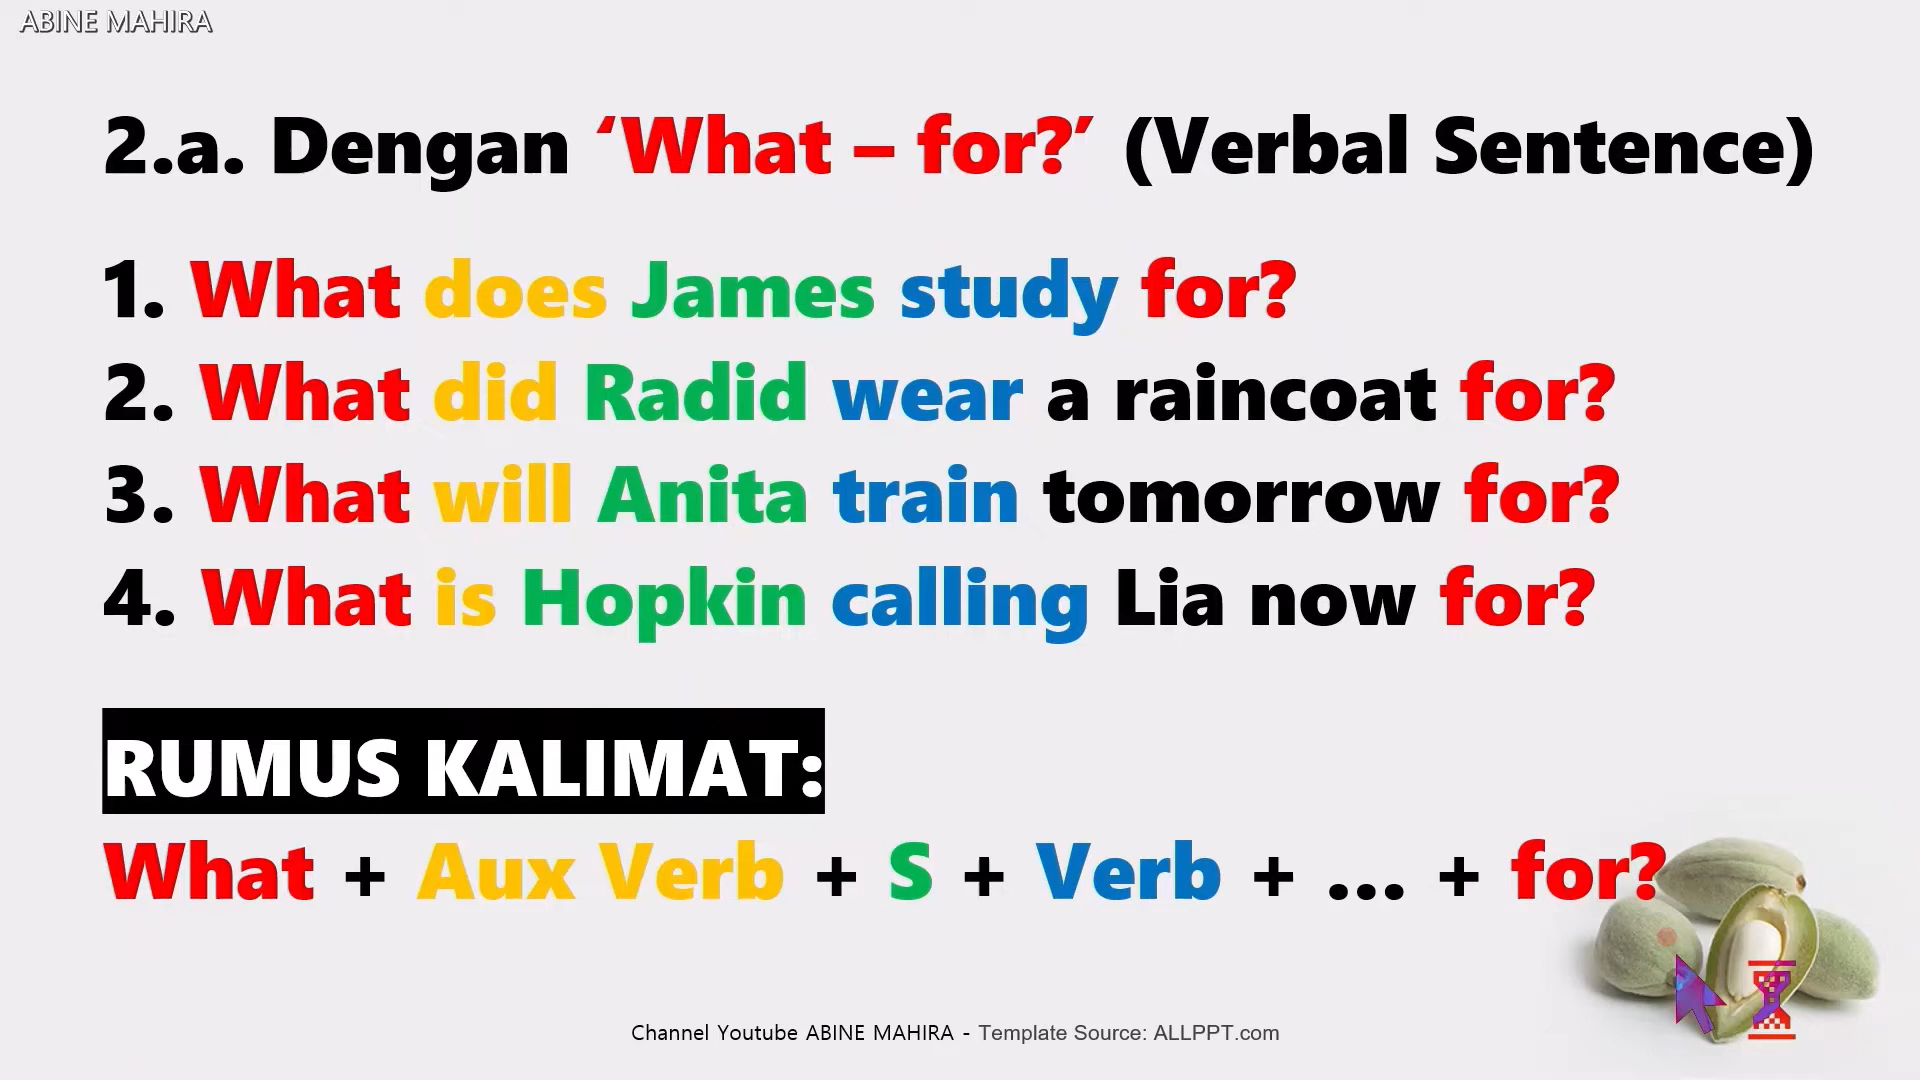 ABINE MAHIRA
2.a. Dengan ‘What – for?’ (Verbal Sentence)
1. What does James study for?
2. What did Radid wear a raincoat for?
3. What will Anita train tomorrow for?
4. What is Hopkin calling Lia now for?
RUMUS KALIMAT:
What + Aux Verb + S + Verb + ... + for?
Channel Youtube ABINE MAHIRA - Template Source: ALLPPT.com